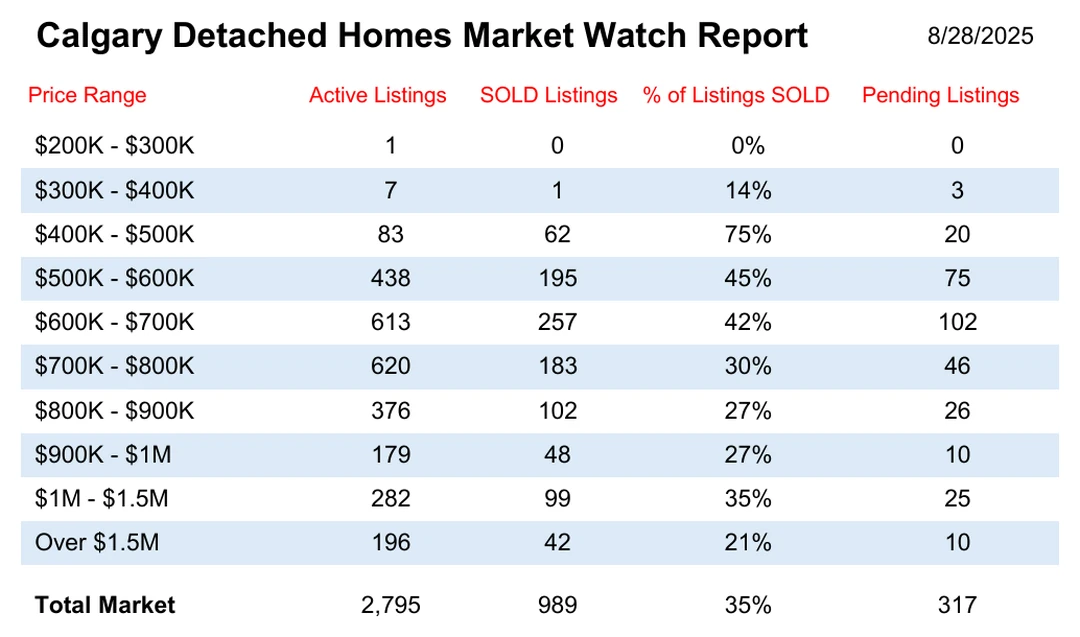 Calgary Detached Homes Market Watch Report 8/28/2025
Price Range Active Listings SOLD Listings % of Listings SOLD Pending Listings
$200K - $300K 1 0 0% 0
$300K - $400K 7 1 14% 3
$400K - $500K 83 62 75% 20
$500K - $600K 438 195 45% 75
$600K - $700K 613 257 42% 102
$700K - $800K 620 183 30% 46
$800K - $900K 376 102 27% 26
$900K - $1M 179 48 27% 10
$1M - $1.5M 282 99 35% 25
Over $1.5M 196 42 21% 10
Total Market 2,795 989 35% 317